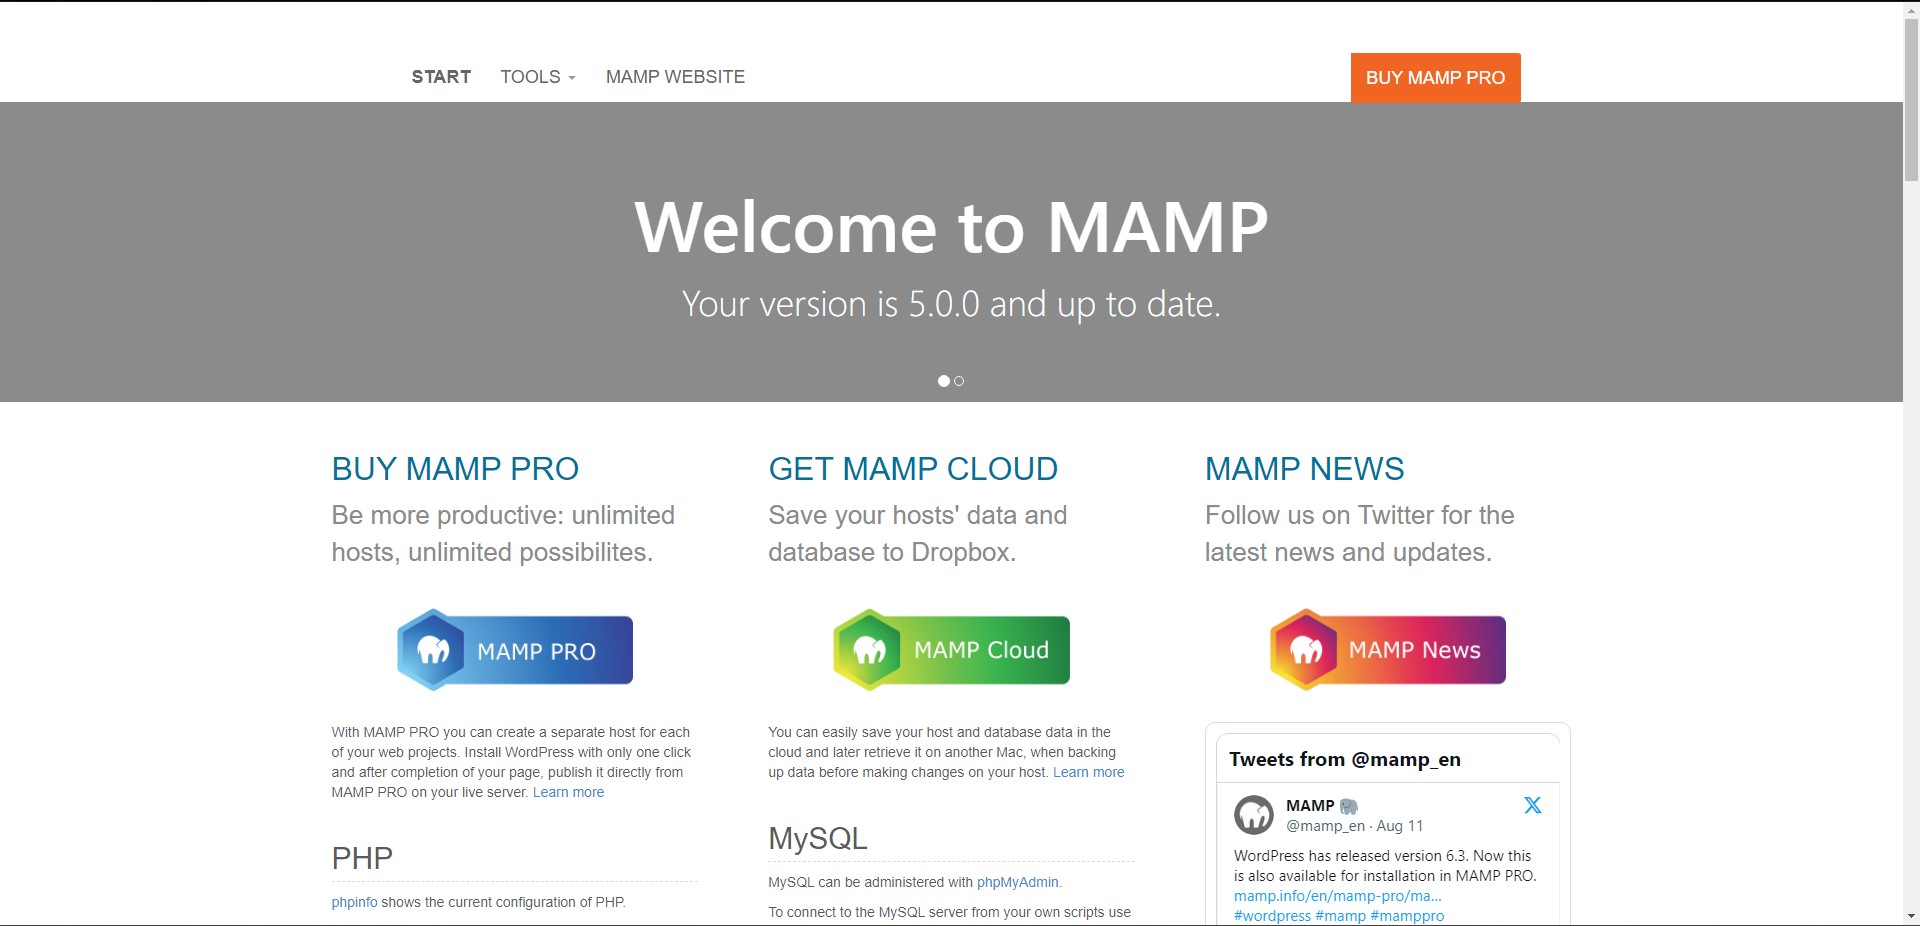 START TOOLS MAMP WEBSITE BUY MAMP PRO
Welcome to MAMP
Your version is 5.0.0 and up to date.
BUY MAMP PRO
Be more productive: unlimited
hosts, unlimited possibilites.
MAMP PRO
With MAMP PRO you can create a separate host for each
of your web projects. Install WordPress with only one click
and after completion of your page, publish it directly from
MAMP PRO on your live server. Learn more
PHP
phpinfo shows the current configuration of PHP.
GET MAMP CLOUD
Save your hosts' data and
database to Dropbox.
MAMP Cloud
You can easily save your host and database data in the
cloud and later retrieve it on another Mac, when backing
up data before making changes on your host. Learn more
MySQL
MySQL can be administered with phpMyAdmin.
To connect to the MySQL server from your own scripts use
MAMP NEWS
Follow us on Twitter for the
latest news and updates.
MAMP News
Tweets from @mamp_en
MAMP 🐘
@mamp_en · Aug 11
WordPress has released version 6.3. Now this
is also available for installation in MAMP PRO.
mamp.info/en/mamp-pro/ma…
#wordpress #mamp #mamppro